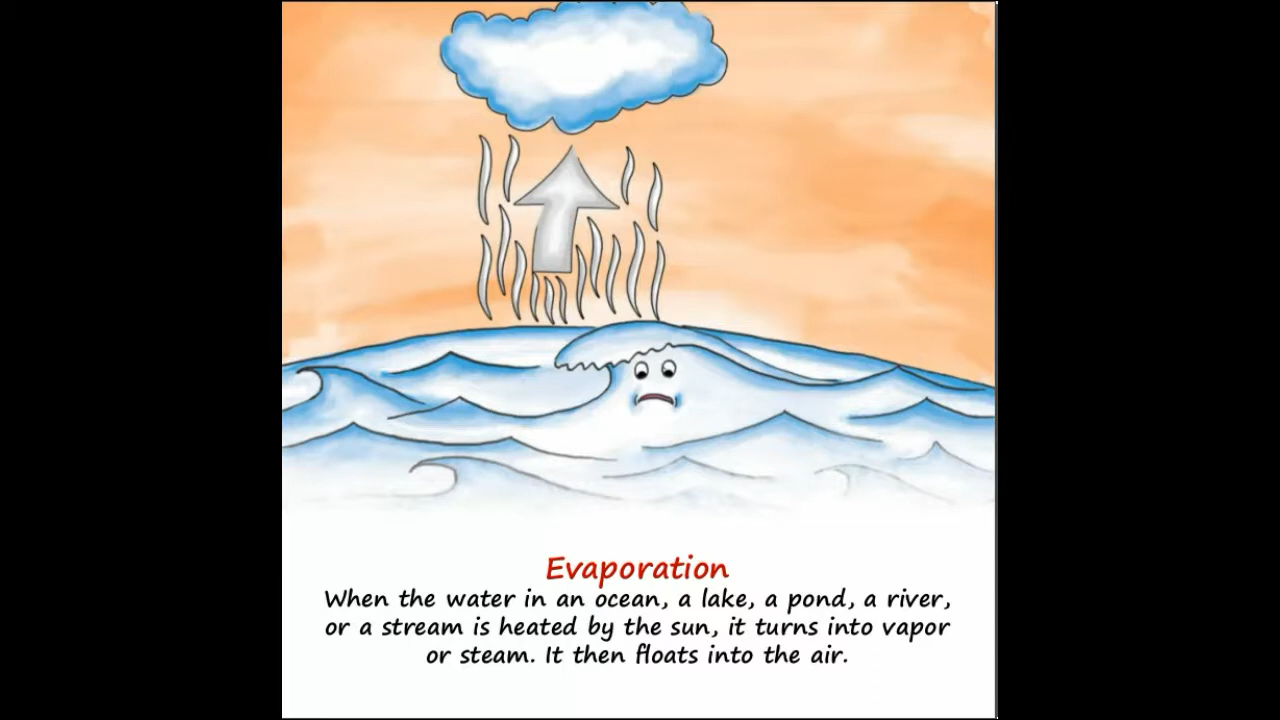 Evaporation
When the water in an ocean, a lake, a pond, a river,
or a stream is heated by the sun, it turns into vapor
or steam. It then floats into the air.